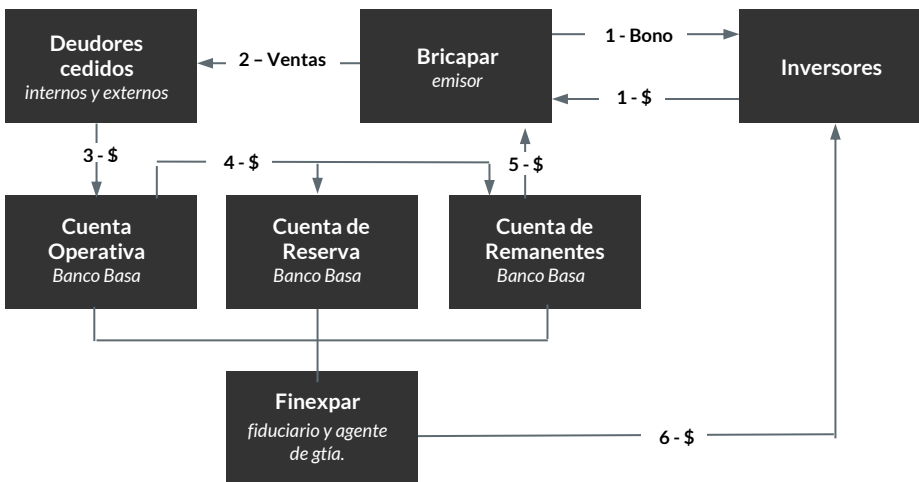 Deudores
cedidos
internos y externos
2 – Ventas
Bricapar
emisor
1 - Bono
1 - $
Inversores
3 - $
4 - $
5 - $
Cuenta
Operativa
Banco Basa
Cuenta de
Reserva
Banco Basa
Cuenta de
Remanentes
Banco Basa
Finexpar
fiduciario y agente
de gtía.
6 - $